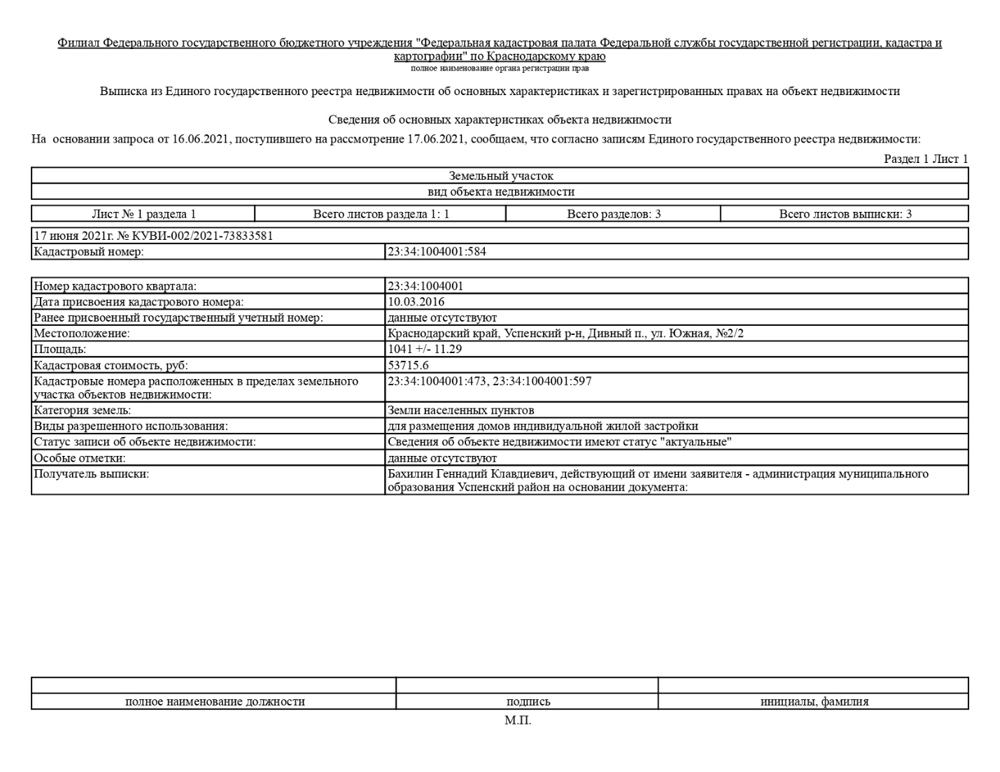 Филиал Федерального государственного бюджетного учреждения "Федеральная кадастровая палата Федеральной службы государственной регистрации, кадастра и
картографии" по Краснодарскому краю
полное наименование органа регистрации прав
Выписка из Единого государственного реестра недвижимости об основных характеристиках и зарегистрированных правах на объект недвижимости
Сведения об основных характеристиках объекта недвижимости
На основании запроса от 16.06.2021, поступившего на рассмотрение 17.06.2021, сообщаем, что согласно записям Единого государственного реестра недвижимости:
Раздел 1 Лист 1
Земельный участок
вид объекта недвижимости
Лист № 1 раздела 1 Всего листов раздела 1: 1 Всего разделов: 3 Всего листов выписки: 3
17 июня 2021г. № КУВИ-002/2021-73833581
Кадастровый номер: 23:34:1004001:584
Номер кадастрового квартала: 23:34:1004001
Дата присвоения кадастрового номера: 10.03.2016
Ранее присвоенный государственный учетный номер: данные отсутствуют
Местоположение: Краснодарский край, Успенский р-н, Дивный п., ул. Южная, №2/2
Площадь: 1041 +/- 11.29
Кадастровая стоимость, руб: 53715.6
Кадастровые номера расположенных в пределах земельного 23:34:1004001:473, 23:34:1004001:597
участка объектов недвижимости:
Категория земель: Земли населенных пунктов
Виды разрешенного использования: для размещения домов индивидуальной жилой застройки
Статус записи об объекте недвижимости: Сведения об объекте недвижимости имеют статус "актуальные"
Особые отметки: данные отсутствуют
Получатель выписки: Бахилин Геннадий Клавдиевич, действующий от имени заявителя - администрация муниципального
образования Успенский район на основании документа:
полное наименование должности подпись инициалы, фамилия
М.П.